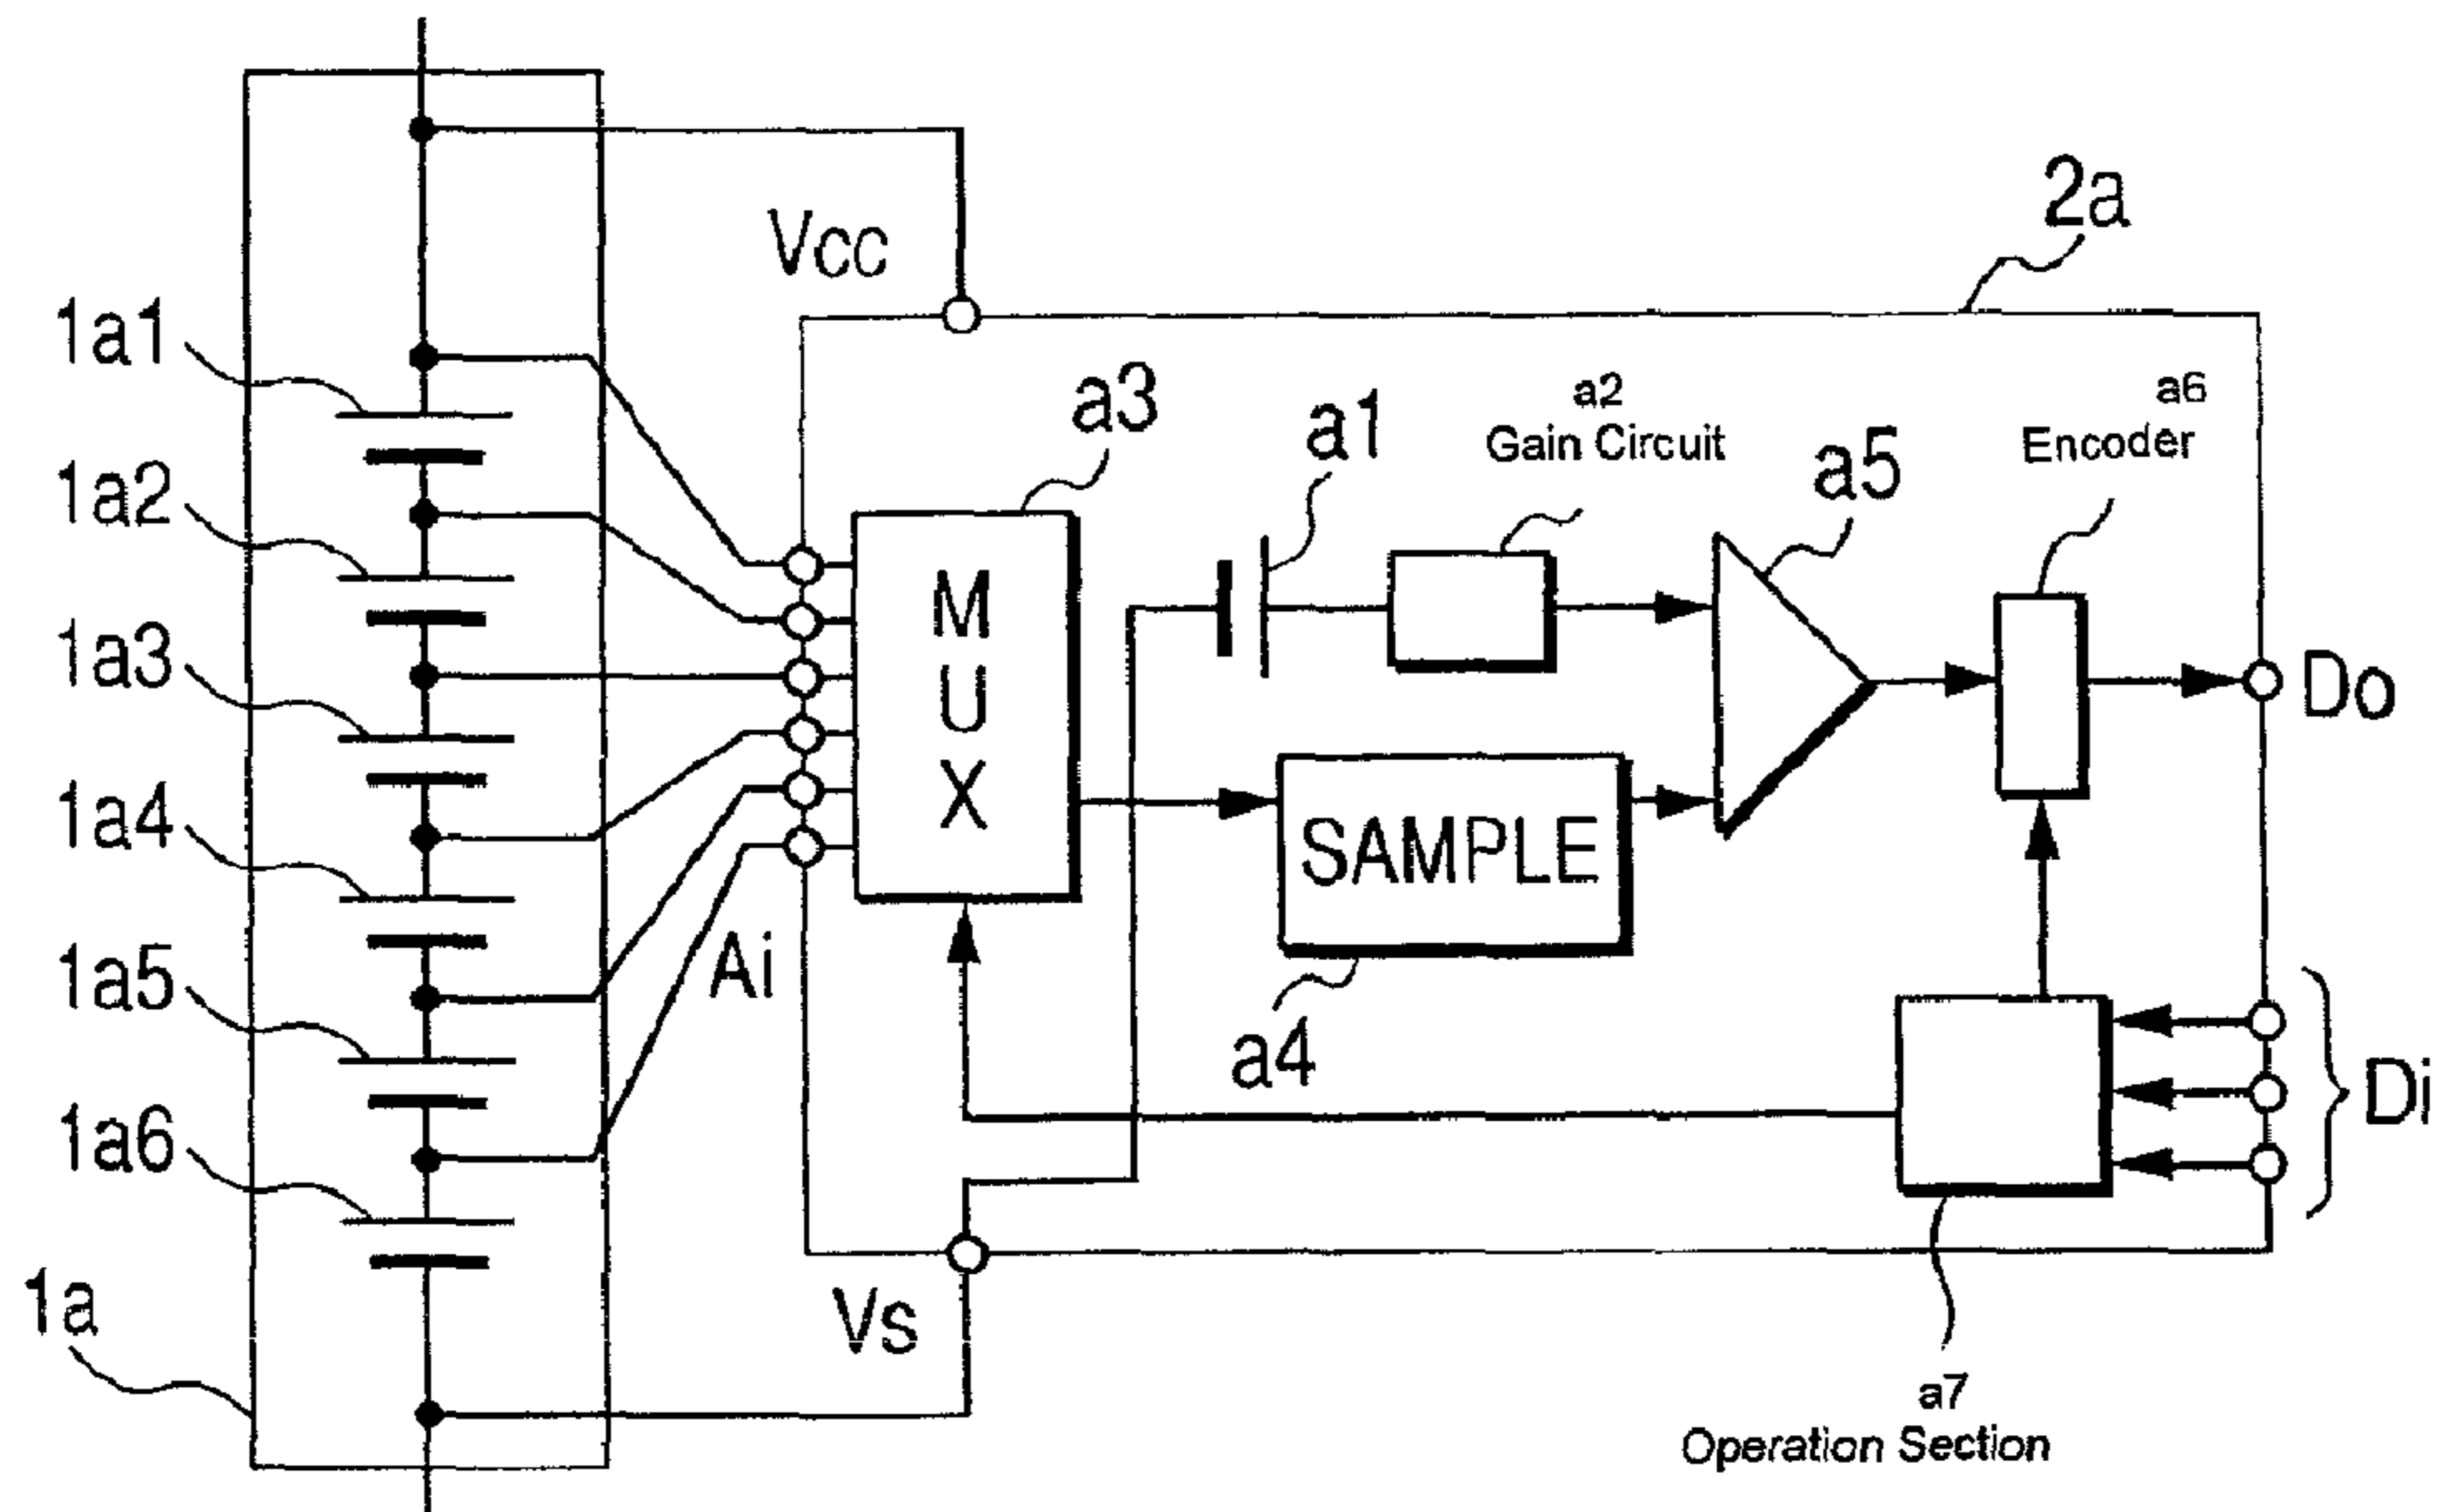 2a
Vcc
1a1
a3
a1
a2
Gain Circuit
a5
a6
Encoder
1a2
M
U
X
1a3
Do
1a4
SAMPLE
1a5
Ai
a4
Di
1a6
1a
Vs
a7
Operation Section